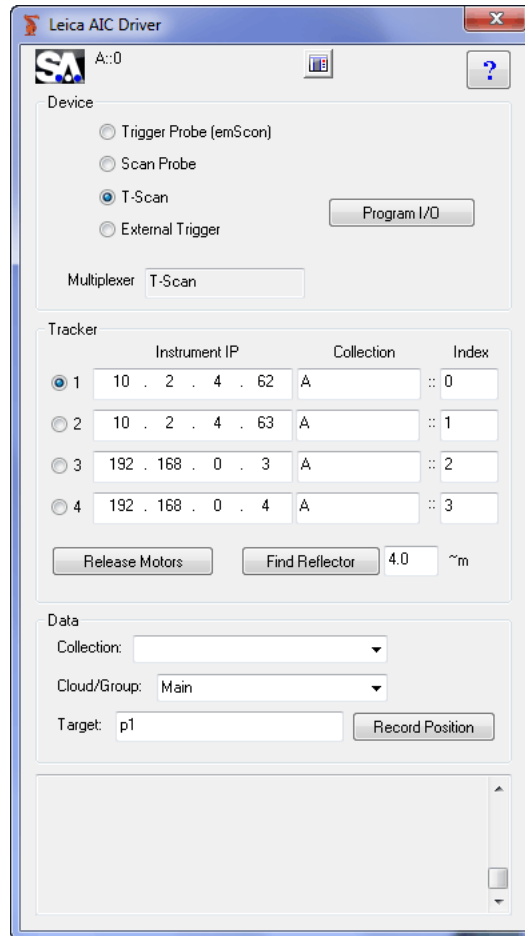 Leica AIC Driver
SA A::0 ?
Device
Trigger Probe (emScon)
Scan Probe
T-Scan
Program I/O
External Trigger
Multiplexer T-Scan
Tracker
Instrument IP Collection Index
1 10 . 2 . 4 . 62 A :: 0
2 10 . 2 . 4 . 63 A :: 1
3 192 . 168 . 0 . 3 A :: 2
4 192 . 168 . 0 . 4 A :: 3
Release Motors Find Reflector 4.0 ~m
Data
Collection:
Cloud/Group: Main
Target: p1 Record Position